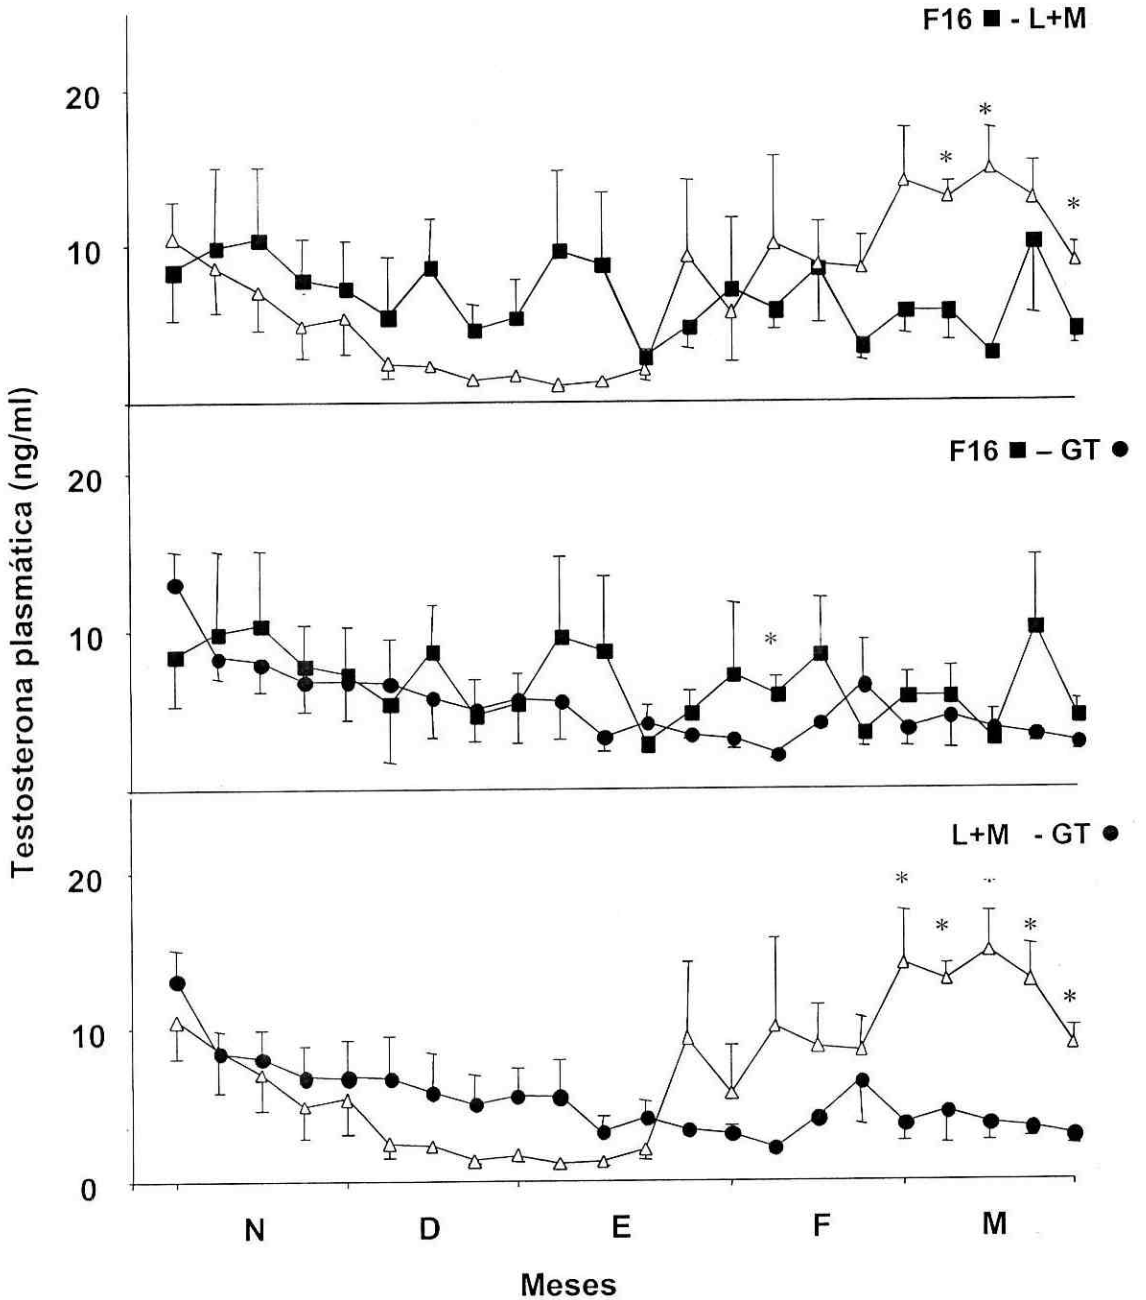 F16 ■ - L+M
20
*
*
*
10
F16 ■ – GT ●
20
*
10
L+M - GT ●
20
*
*
*
*
10
0
N D E F M
Meses
Testosterona plasmática (ng/ml)